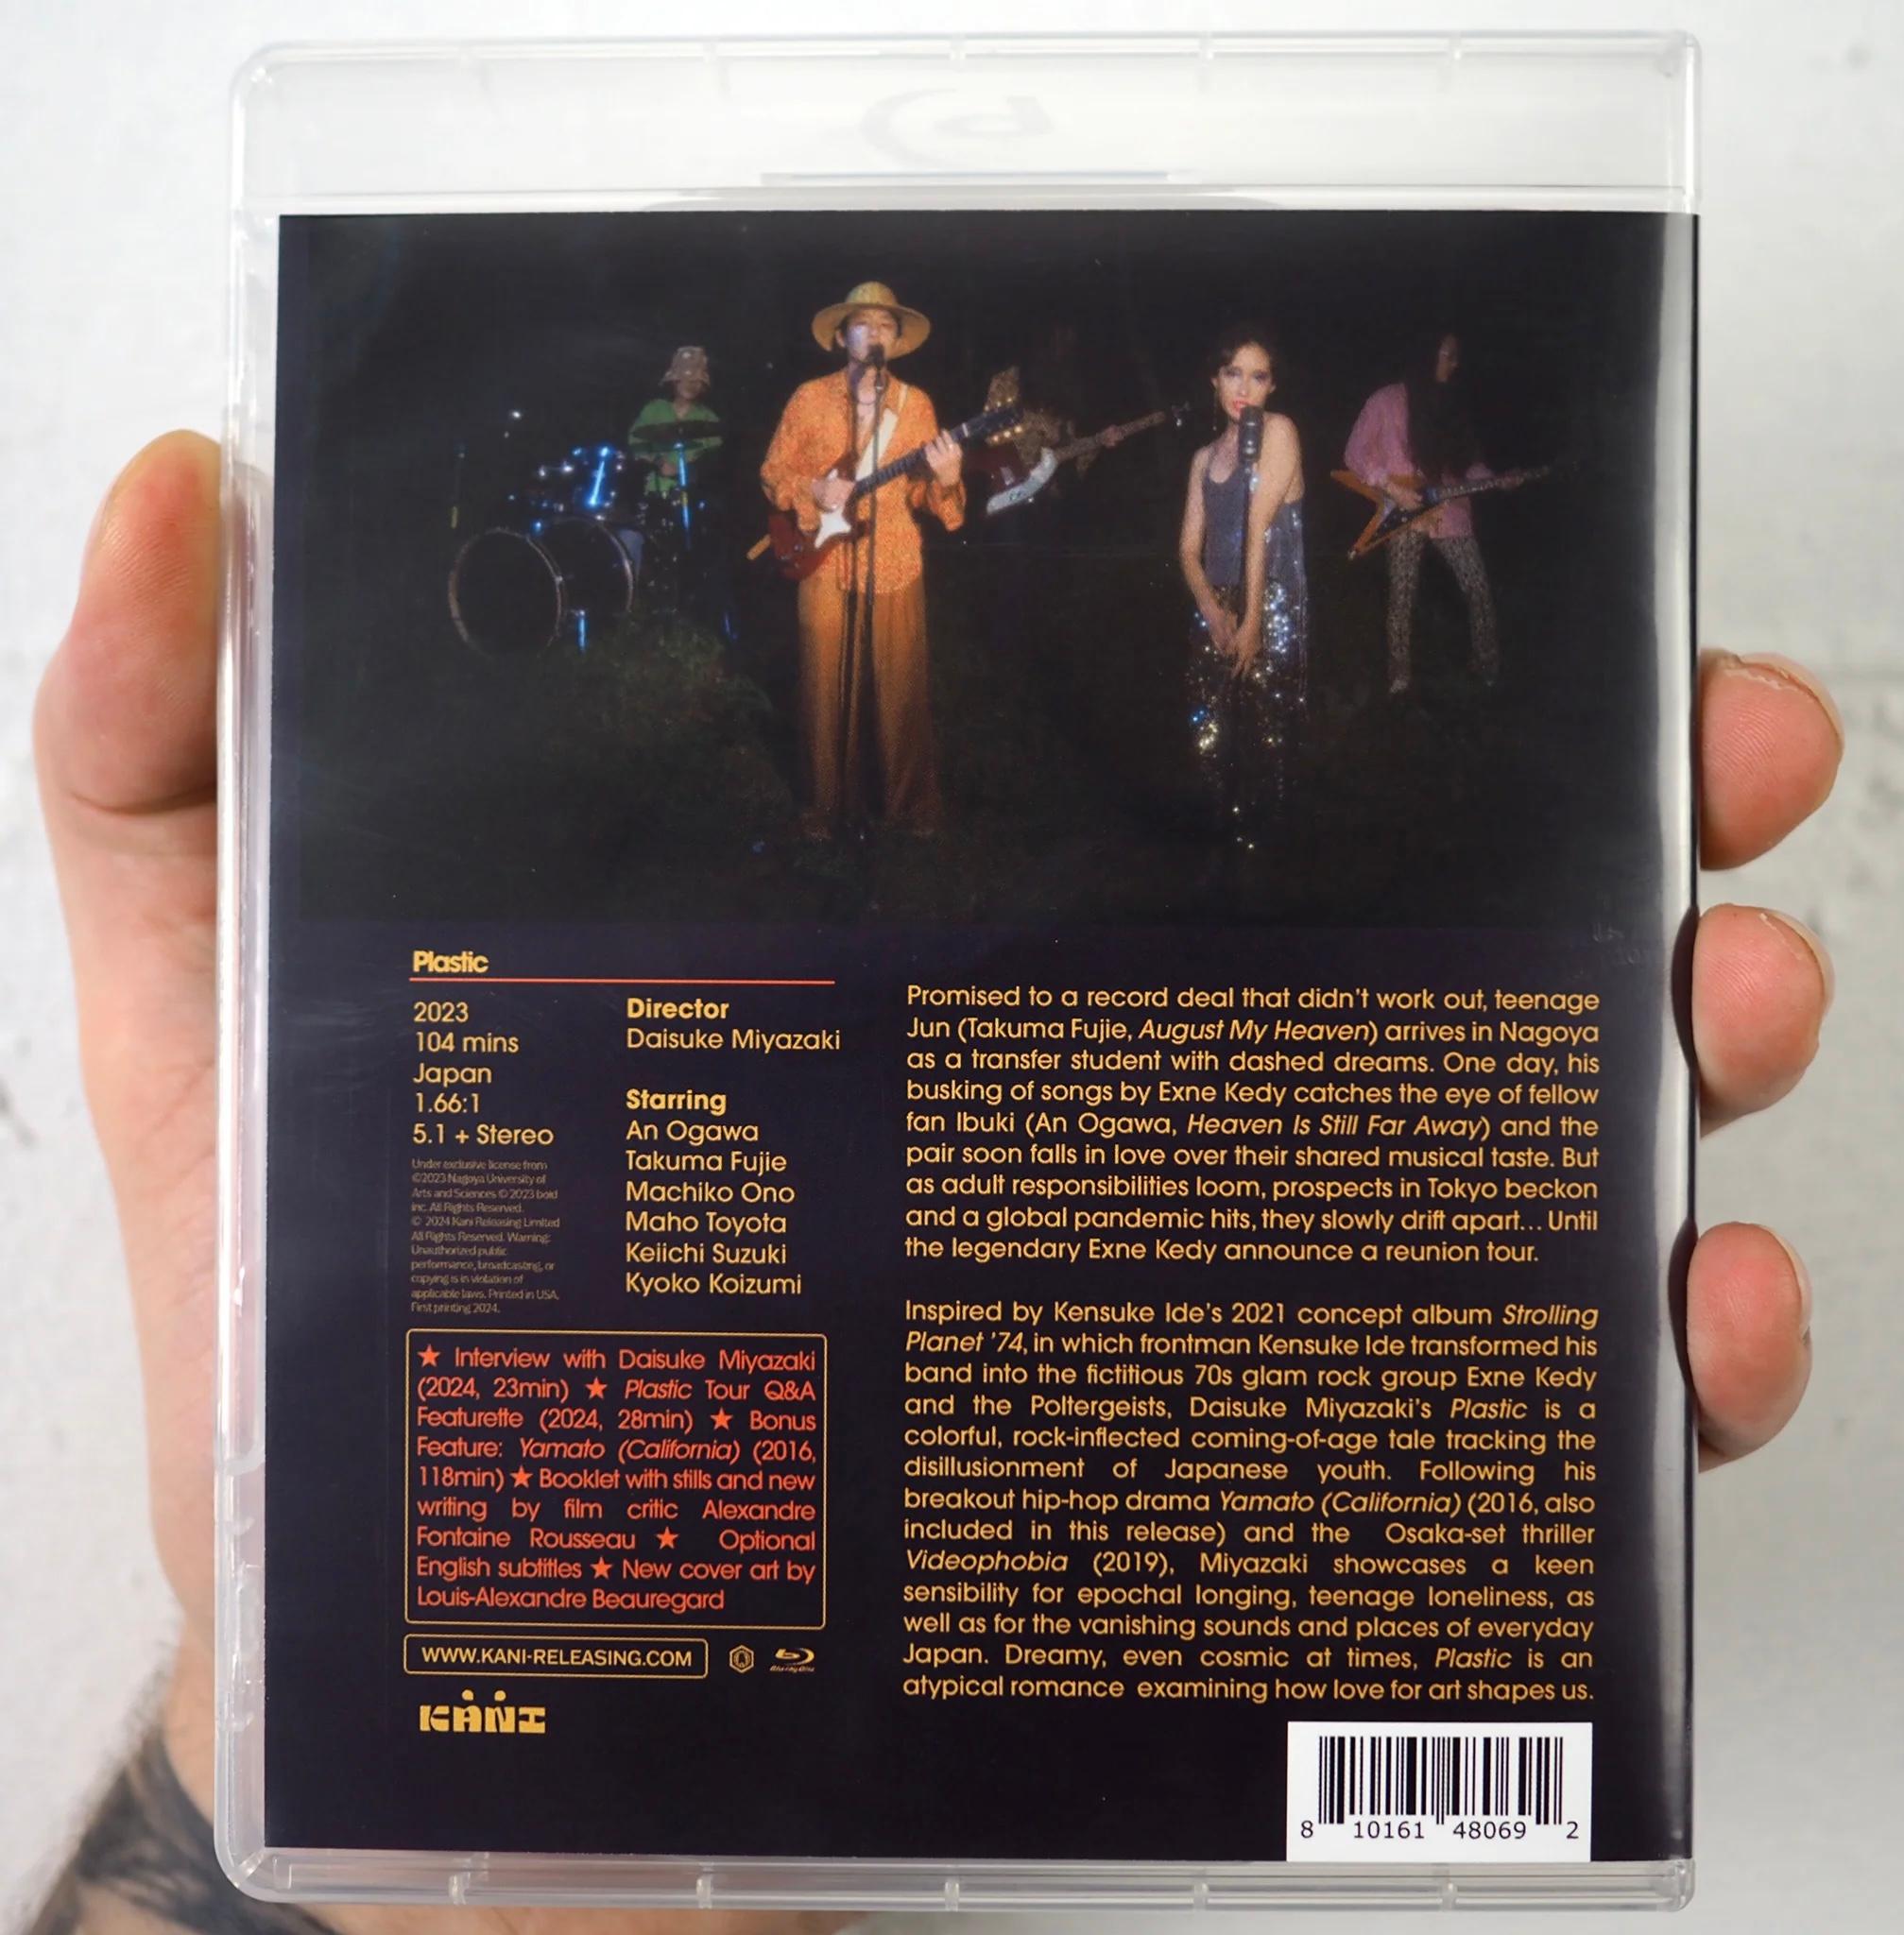 Plastic
2023
104 mins
Japan
1.66:1
5.1 + Stereo
Under exclusive license from
©2023 Nagoya University of
Arts and Sciences © 2023 bold
inc. All Rights Reserved.
© 2024 Kani Releasing Limited
All Rights Reserved. Warning:
Unauthorized public
performance, broadcasting, or
copying is in violation of
applicable laws. Printed in USA,
First printing 2024.
Director
Daisuke Miyazaki
Starring
An Ogawa
Takuma Fujie
Machiko Ono
Maho Toyota
Keiichi Suzuki
Kyoko Koizumi
★ Interview with Daisuke Miyazaki
(2024, 23min) ★ Plastic Tour Q&A
Featurette (2024, 28min) ★ Bonus
Feature: Yamato (California) (2016,
118min) ★ Booklet with stills and new
writing by film critic Alexandre
Fontaine Rousseau ★ Optional
English subtitles ★ New cover art by
Louis-Alexandre Beauregard
WWW.KANI-RELEASING.COM
Blu-ray Disc
KANI
Promised to a record deal that didn't work out, teenage
Jun (Takuma Fujie, August My Heaven) arrives in Nagoya
as a transfer student with dashed dreams. One day, his
busking of songs by Exne Kedy catches the eye of fellow
fan Ibuki (An Ogawa, Heaven Is Still Far Away) and the
pair soon falls in love over their shared musical taste. But
as adult responsibilities loom, prospects in Tokyo beckon
and a global pandemic hits, they slowly drift apart... Until
the legendary Exne Kedy announce a reunion tour.
Inspired by Kensuke Ide's 2021 concept album Strolling
Planet '74, in which frontman Kensuke Ide transformed his
band into the fictitious 70s glam rock group Exne Kedy
and the Poltergeists, Daisuke Miyazaki's Plastic is a
colorful, rock-inflected coming-of-age tale tracking the
disillusionment of Japanese youth. Following his
breakout hip-hop drama Yamato (California) (2016, also
included in this release) and the Osaka-set thriller
Videophobia (2019), Miyazaki showcases a keen
sensibility for epochal longing, teenage loneliness, as
well as for the vanishing sounds and places of everyday
Japan. Dreamy, even cosmic at times, Plastic is an
atypical romance examining how love for art shapes us.
8 10161 48069 2